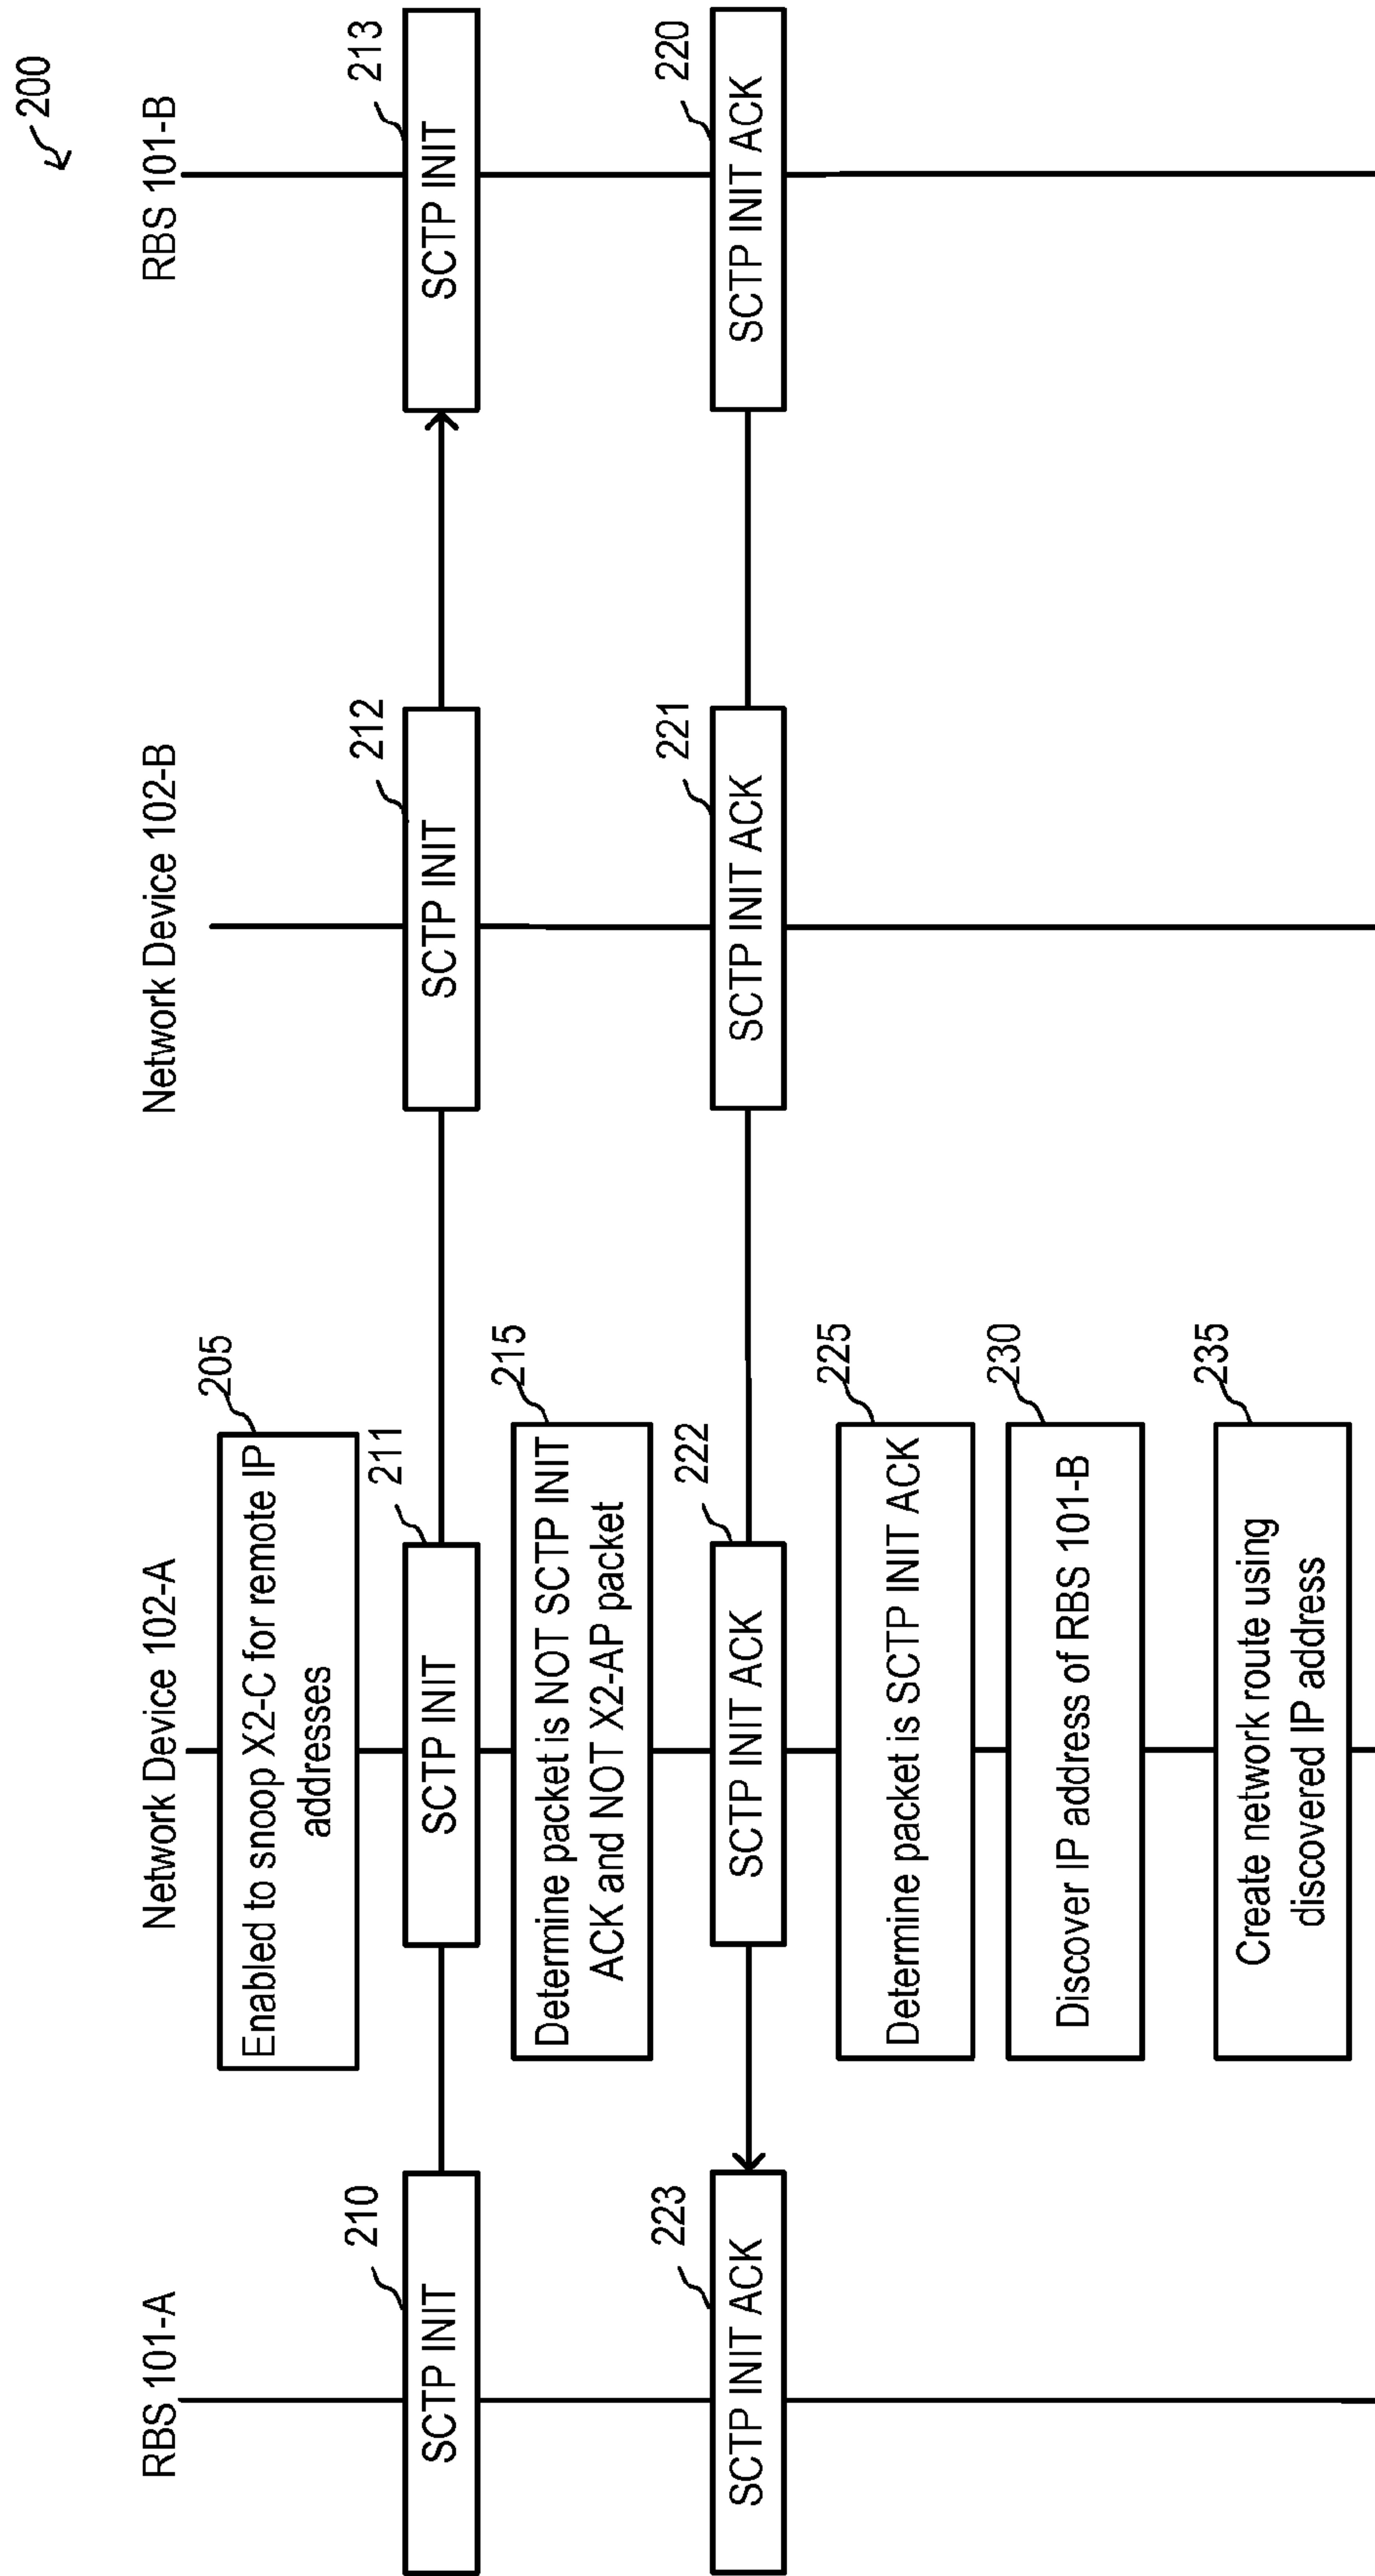 200
RBS 101-A
Network Device 102-A
Network Device 102-B
RBS 101-B
205
Enabled to snoop X2-C for remote IP
addresses
210
SCTP INIT
211
SCTP INIT
212
SCTP INIT
213
SCTP INIT
215
Determine packet is NOT SCTP INIT
ACK and NOT X2-AP packet
223
SCTP INIT ACK
222
SCTP INIT ACK
221
SCTP INIT ACK
220
SCTP INIT ACK
225
Determine packet is SCTP INIT ACK
230
Discover IP address of RBS 101-B
235
Create network route using
discovered IP address